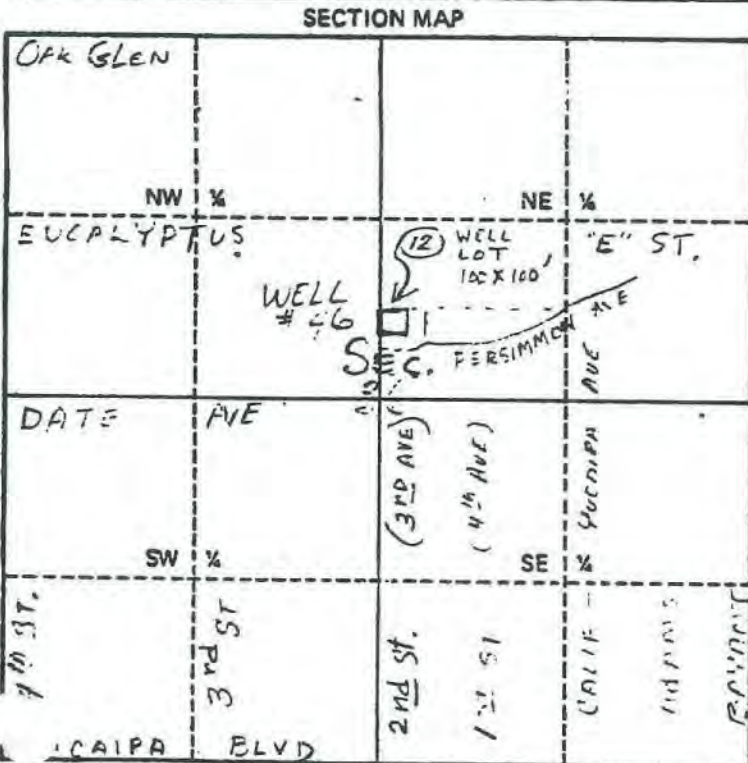 SECTION MAP
OAK GLEN
NW ¼
NE ¼
EUCALYPTUS.
12 WELL
LOT
100 X 100'
"E" ST.
WELL
# 46
PERSIMMON AVE
DATE AVE
(3RD AVE)
(4th AVE)
YUCAIPA AVE
SW ¼
SE ¼
3rd ST
2nd St.
1ST ST
CALIF
CAIPA BLVD